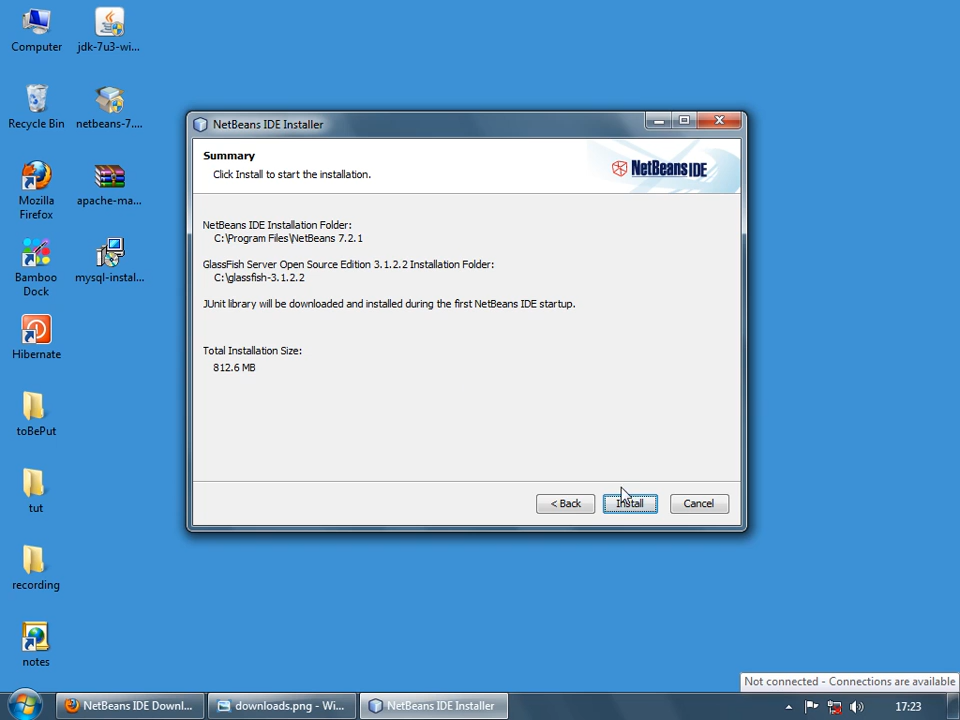 Computer
jdk-7u3-wi...
Recycle Bin
netbeans-7....
Mozilla
Firefox
apache-ma...
Bamboo
Dock
mysql-instal...
Hibernate
toBePut
tut
recording
notes
NetBeans IDE Installer
Summary
Click Install to start the installation.
NetBeans IDE
NetBeans IDE Installation Folder:
C:\Program Files\NetBeans 7.2.1
GlassFish Server Open Source Edition 3.1.2.2 Installation Folder:
C:\glassfish-3.1.2.2
JUnit library will be downloaded and installed during the first NetBeans IDE startup.
Total Installation Size:
812.6 MB
< Back
Install
Cancel
Not connected - Connections are available
NetBeans IDE Downl...
downloads.png - Wi...
NetBeans IDE Installer
17:23